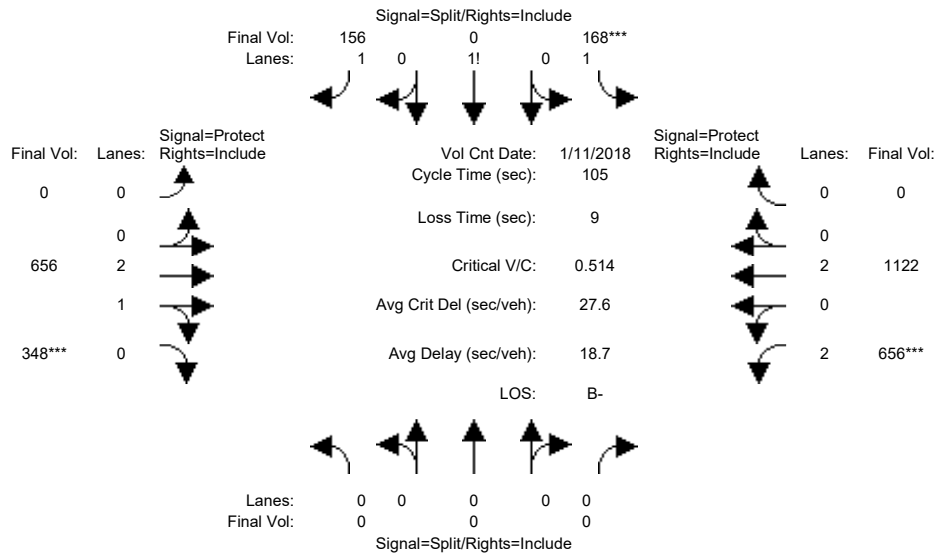 Signal=Split/Rights=Include
Final Vol: 156 0 168***
Lanes: 1 0 1! 0 1
Signal=Protect
Final Vol: Lanes: Rights=Include
Vol Cnt Date: 1/11/2018
Signal=Protect
Rights=Include Lanes: Final Vol:
Cycle Time (sec): 105
0 0
0 0
Loss Time (sec): 9
0
0
656 2
Critical V/C: 0.514
2 1122
1
Avg Crit Del (sec/veh): 27.6
0
348*** 0
Avg Delay (sec/veh): 18.7
2 656***
LOS: B-
Lanes: 0 0 0 0 0
Final Vol: 0 0 0
Signal=Split/Rights=Include